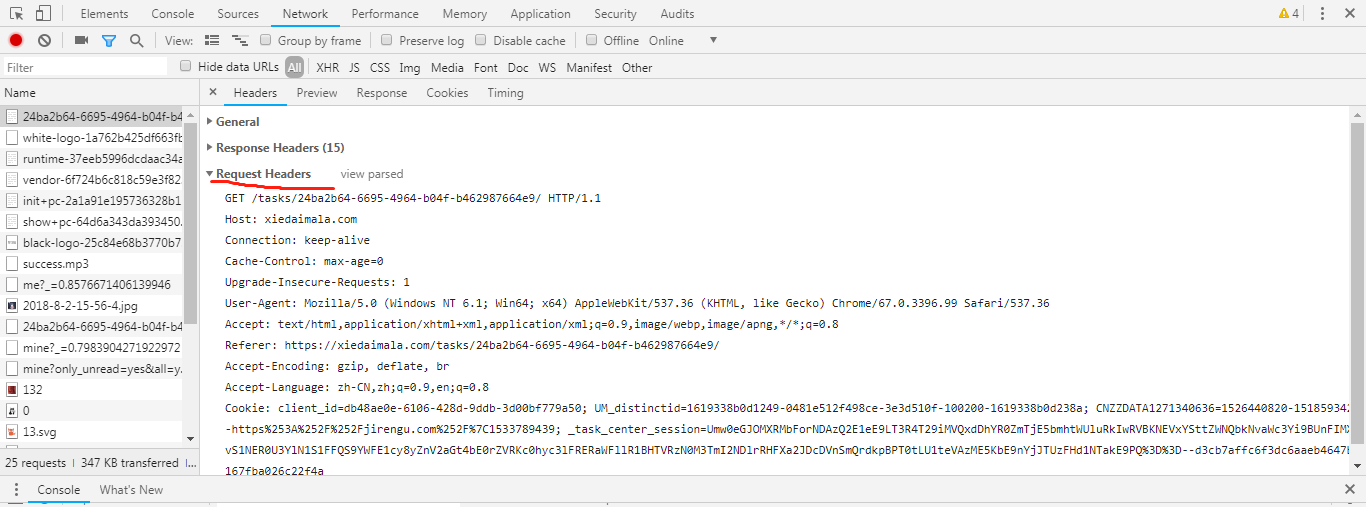 Elements Console Sources Network Performance Memory Application Security Audits 4
View: Group by frame Preserve log Disable cache Offline Online
Filter Hide data URLs All XHR JS CSS Img Media Font Doc WS Manifest Other
Name
24ba2b64-6695-4964-b04f-b4
white-logo-1a762b425df663fb
runtime-37eeb5996dcdaac34a
vendor-6f724b6c818c59e3f82
init+pc-2a1a91e195736328b1
show+pc-64d6a343da393450.
black-logo-25c84e68b3770b7
success.mp3
me?_=0.8576671406139946
2018-8-2-15-56-4.jpg
24ba2b64-6695-4964-b04f-b4
mine?_=0.7983904271922972
mine?only_unread=yes&all=y.
132
0
13.svg
25 requests | 347 KB transferred |...
Headers Preview Response Cookies Timing
General
Response Headers (15)
Request Headers view parsed
GET /tasks/24ba2b64-6695-4964-b04f-b462987664e9/ HTTP/1.1
Host: xiedaimala.com
Connection: keep-alive
Cache-Control: max-age=0
Upgrade-Insecure-Requests: 1
User-Agent: Mozilla/5.0 (Windows NT 6.1; Win64; x64) AppleWebKit/537.36 (KHTML, like Gecko) Chrome/67.0.3396.99 Safari/537.36
Accept: text/html,application/xhtml+xml,application/xml;q=0.9,image/webp,image/apng,*/*;q=0.8
Referer: https://xiedaimala.com/tasks/24ba2b64-6695-4964-b04f-b462987664e9/
Accept-Encoding: gzip, deflate, br
Accept-Language: zh-CN,zh;q=0.9,en;q=0.8
Cookie: client_id=db48ae0e-6106-428d-9ddb-3d00bf779a50; UM_distinctid=1619338b0d1249-0481e512f498ce-3e3d510f-100200-1619338b0d238a; CNZZDATA1271340636=1526440820-151859342
-https%253A%252F%252Fjirengu.com%252F%7C1533789439; _task_center_session=Umw0eGJOMXRMbForNDAzQ2E1eE9LT3R4T29iMVQxdDhYR0ZmTjE5bmhtWUluRkIwRVBKNEVxYSttZWNQbkNvaWc3Yi9BUnFIMX
vS1NER0U3Y1N1S1FFQS9YWFE1cy8yZnV2aGt4bE0rZVRKc0hyc3lFRERaWFllR1BHTVRzN0M3TmI2NDlrRHFXa2JDcDVnSmQrdkpBPT0tLU1teVAzME5KbE9nYjJTUzFHd1NTakE9PQ%3D%3D--d3cb7affc6f3dc6aaeb4647b
167fba026c22f4a
Console What's New